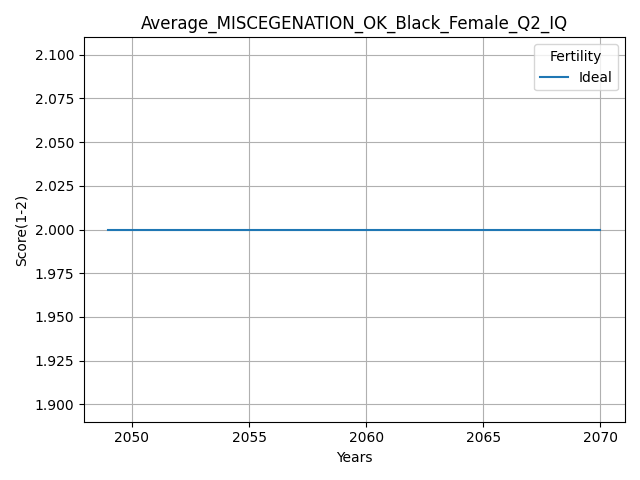 Average_MISCEGENATION_OK_Black_Female_Q2_IQ
Fertility
Ideal
2.100
2.075
2.050
2.025
2.000
1.975
1.950
1.925
1.900
Score(1-2)
2050 2055 2060 2065 2070
Years